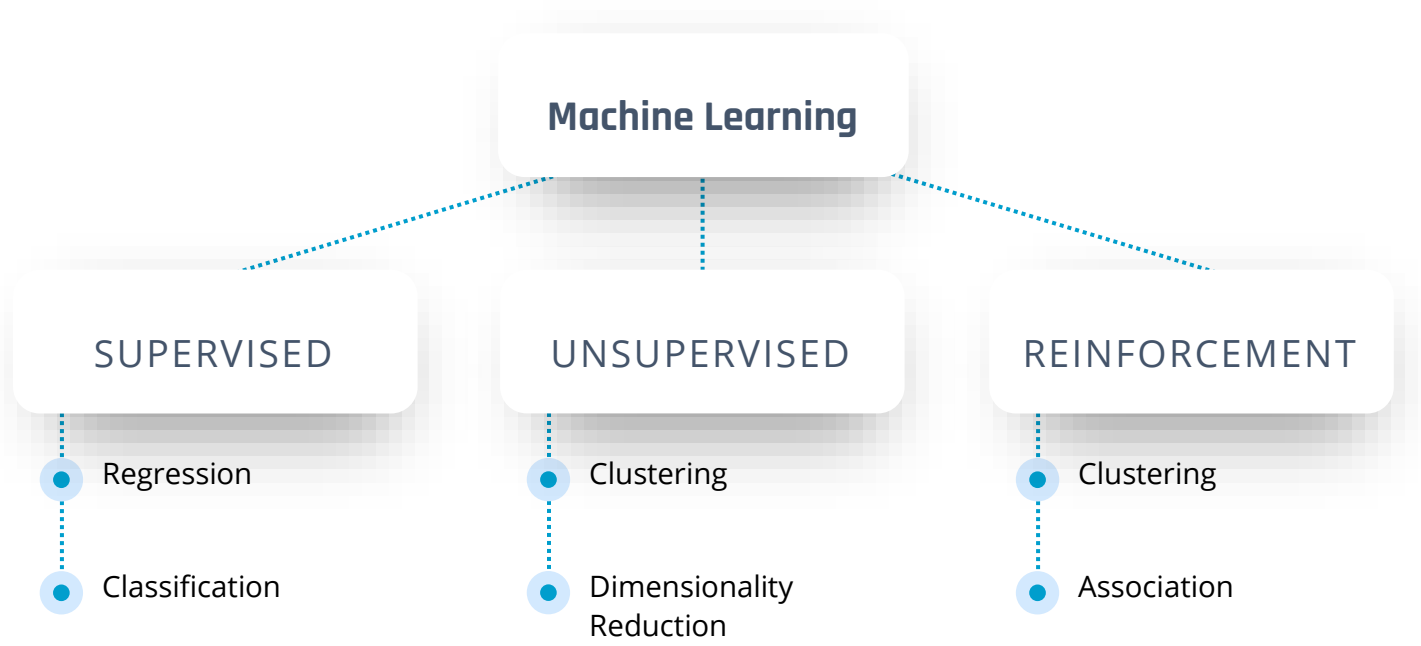 Machine Learning
SUPERVISED
Regression
Classification
UNSUPERVISED
Clustering
Dimensionality
Reduction
REINFORCEMENT
Clustering
Association